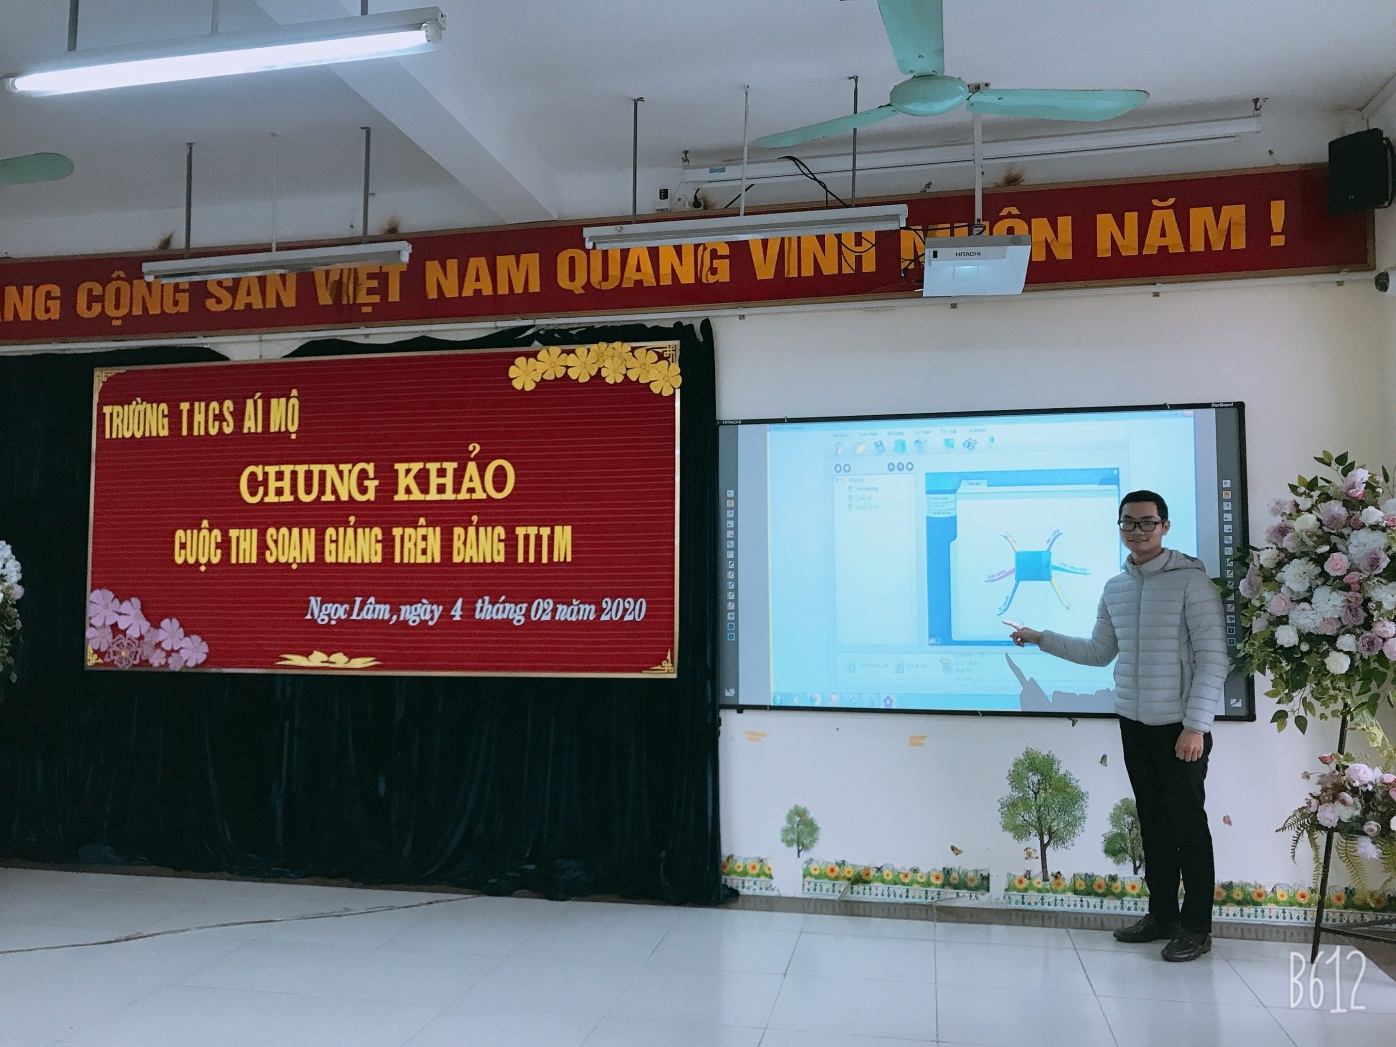 CỘNG SẢN VIỆT NAM QUANG VINH MUÔN NĂM !
HITACHI
TRƯỜNG THCS ÁI MỘ
CHUNG KHẢO
CUỘC THI SOẠN GIẢNG TRÊN BẢNG TTTM
Ngọc Lâm, ngày 4 tháng 02 năm 2020
HITACHI
StarBoard
B612